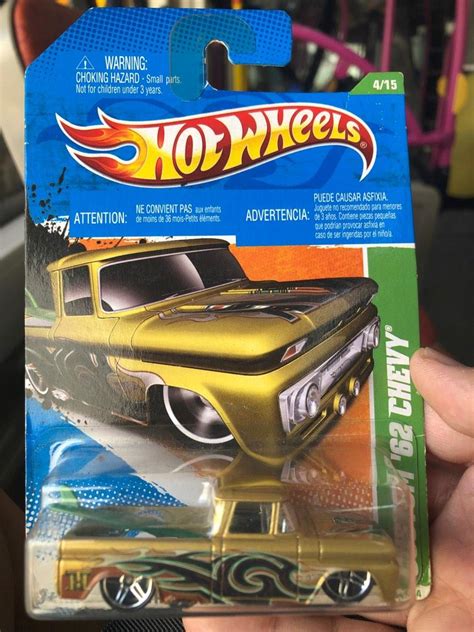 WARNING:
CHOKING HAZARD - Small parts.
Not for children under 3 years.
4/15
HOT WHEELS
ATTENTION: NE CONVIENT PAS aux enfants
de moins de 36 mois-Petits éléments.
ADVERTENCIA: PUEDE CAUSAR ASFIXIA.
Juguete no recomendado para menores
de 3 años. Contiene piezas pequeñas
que podrían provocar asfixia en
caso de ser ingeridas por el niño/a.
'62 CHEVY